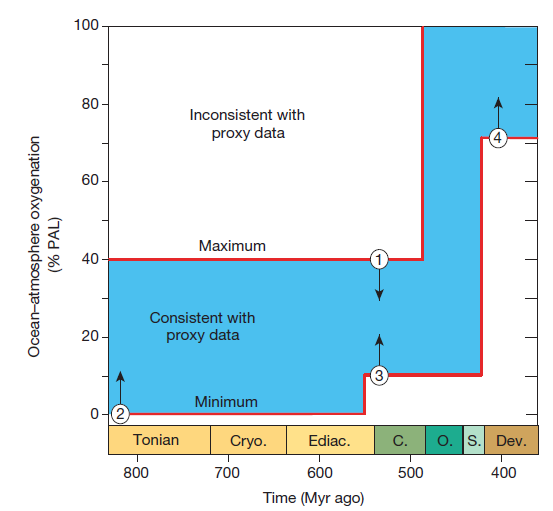 100
80
60
40
20
0
Ocean–atmosphere oxygenation
(% PAL)
Inconsistent with
proxy data
Maximum
Consistent with
proxy data
Minimum
1
2
3
4
Tonian
Cryo.
Ediac.
C.
O.
S.
Dev.
800
700
600
500
400
Time (Myr ago)